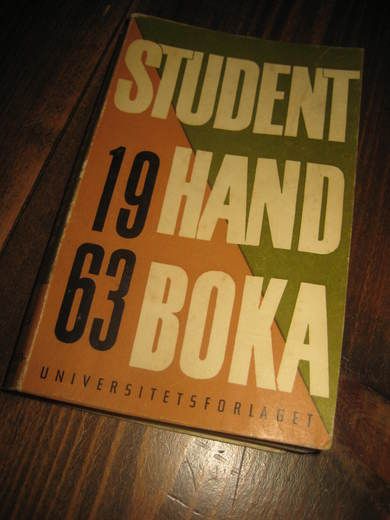 STUDENT
19 HAND
63 BOKA
UNIVERSITETSFORLAGET